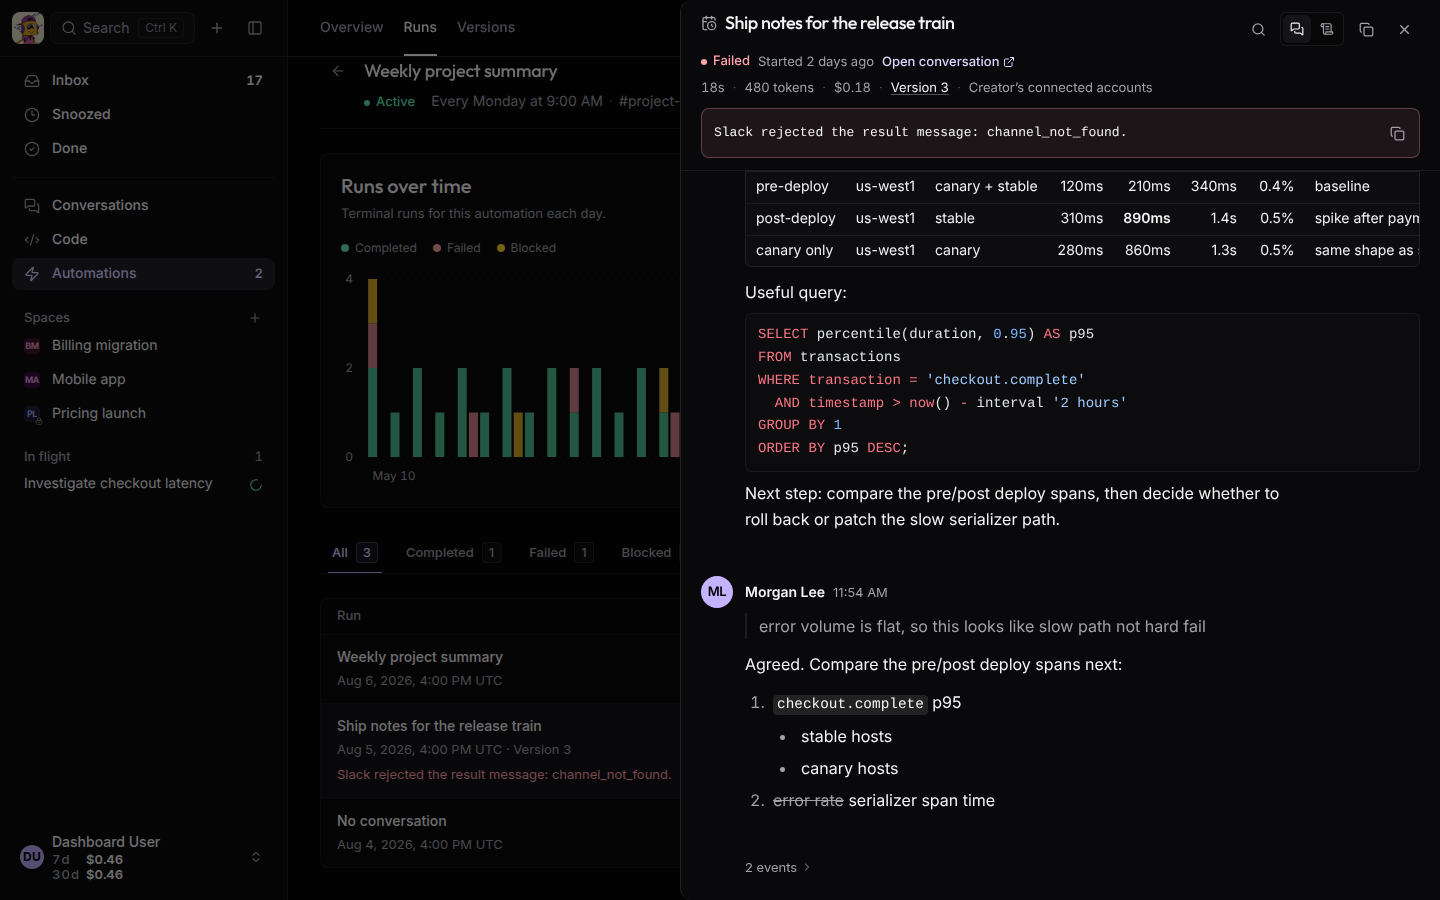 Search Ctrl K
Inbox 17
Snoozed
Done
Conversations
Code
Automations 2
Spaces
BM Billing migration
MA Mobile app
PL Pricing launch
In flight 1
Investigate checkout latency
DU Dashboard User
7d $0.46
30d $0.46
Overview Runs Versions
Weekly project summary
Active Every Monday at 9:00 AM · #project-
Runs over time
Terminal runs for this automation each day.
Completed Failed Blocked
4
2
0
May 10
All 3 Completed 1 Failed 1 Blocked
Run
Weekly project summary
Aug 6, 2026, 4:00 PM UTC
Ship notes for the release train
Aug 5, 2026, 4:00 PM UTC · Version 3
Slack rejected the result message: channel_not_found.
No conversation
Aug 4, 2026, 4:00 PM UTC
Ship notes for the release train
Failed Started 2 days ago Open conversation
18s · 480 tokens · $0.18 · Version 3 · Creator's connected accounts
Slack rejected the result message: channel_not_found.
pre-deploy us-west1 canary + stable 120ms 210ms 340ms 0.4% baseline
post-deploy us-west1 stable 310ms 890ms 1.4s 0.5% spike after paym
canary only us-west1 canary 280ms 860ms 1.3s 0.5% same shape as
Useful query:
SELECT percentile(duration, 0.95) AS p95
FROM transactions
WHERE transaction = 'checkout.complete'
AND timestamp > now() - interval '2 hours'
GROUP BY 1
ORDER BY p95 DESC;
Next step: compare the pre/post deploy spans, then decide whether to
roll back or patch the slow serializer path.
ML Morgan Lee 11:54 AM
error volume is flat, so this looks like slow path not hard fail
Agreed. Compare the pre/post deploy spans next:
1. checkout.complete p95
• stable hosts
• canary hosts
2. error rate serializer span time
2 events